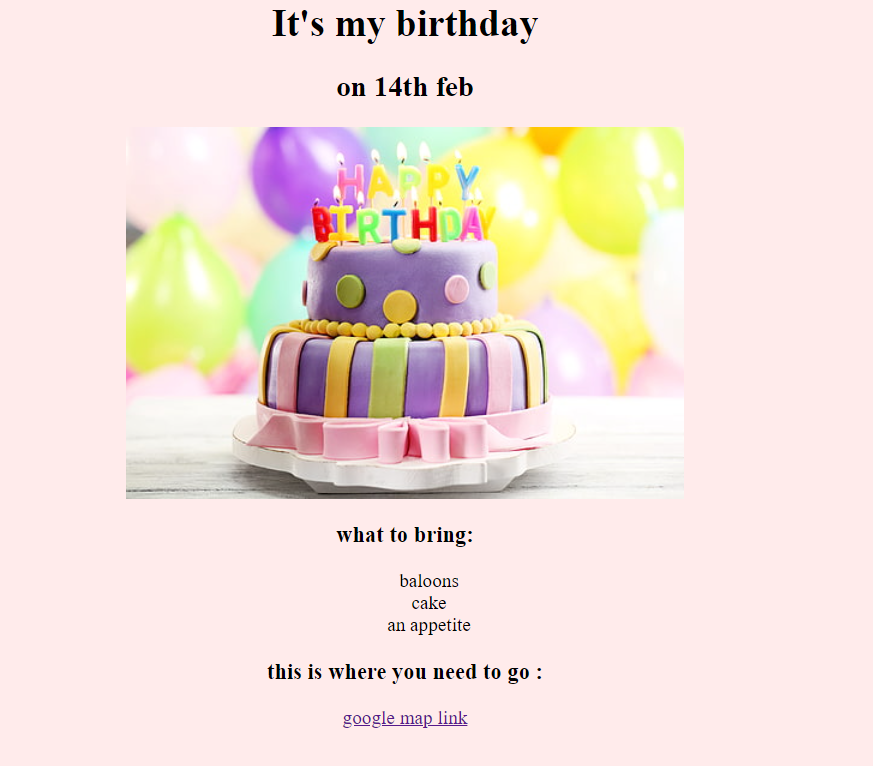 It's my birthday
on 14th feb
HAPPY
BIRTHDAY
what to bring:
baloons
cake
an appetite
this is where you need to go :
google map link